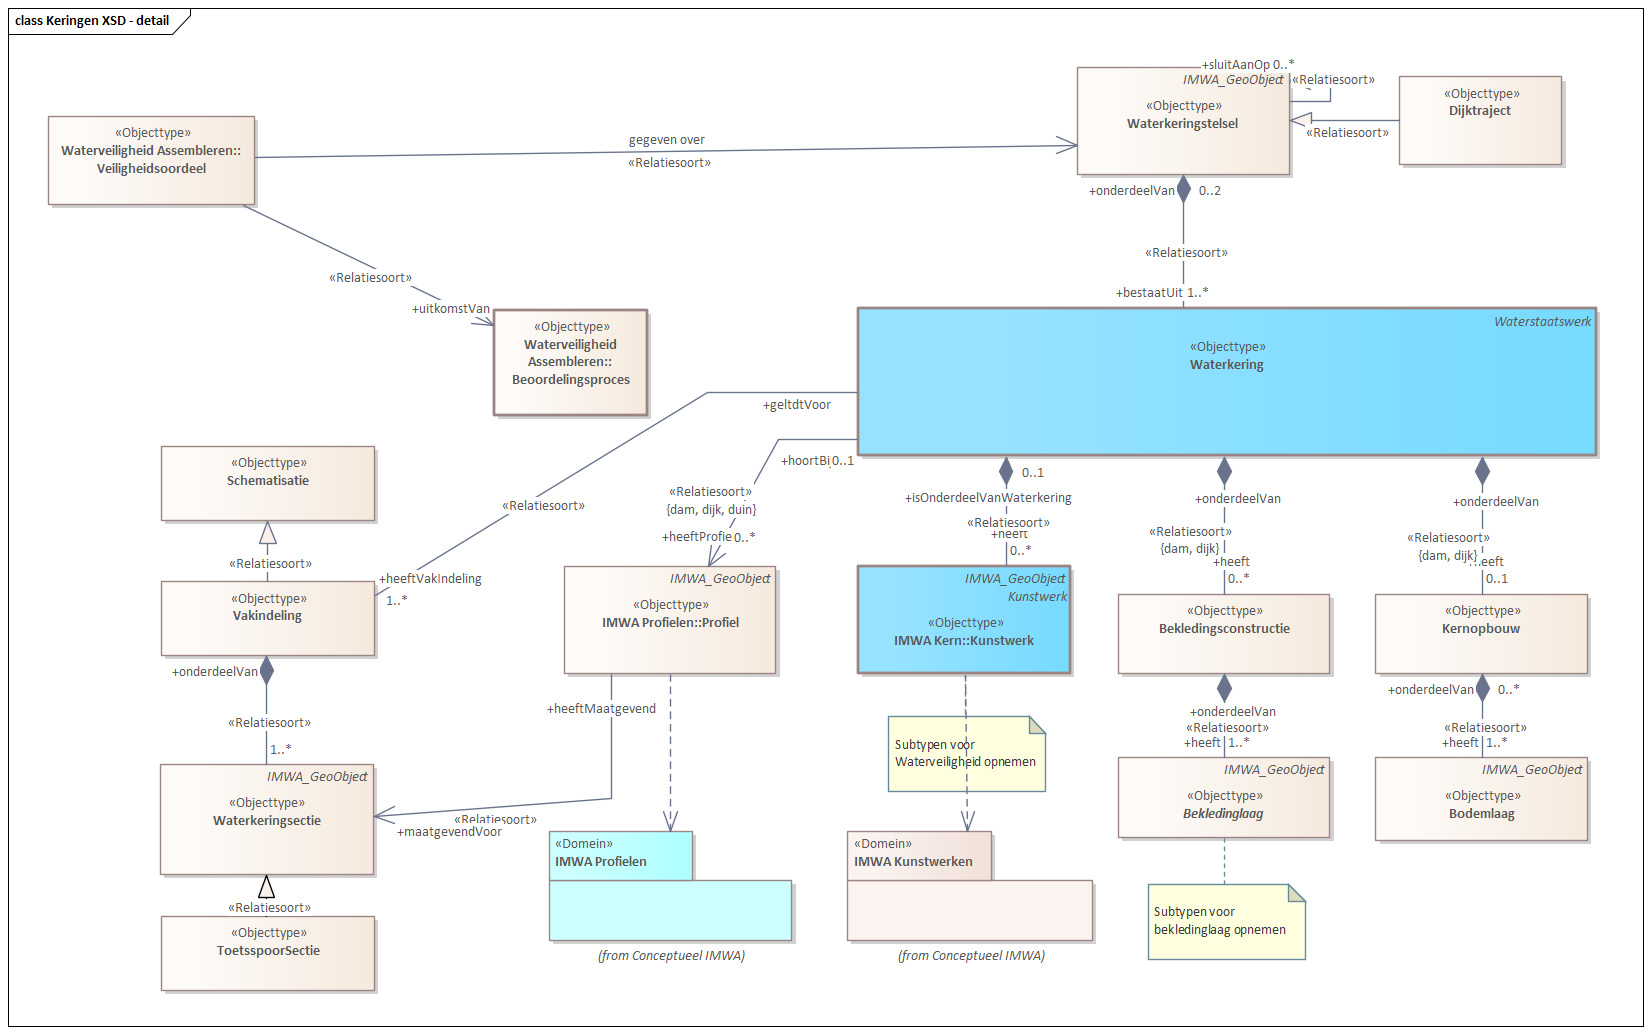 class Keringen XSD - detail
+sluitAanOp 0..*
IMWA_GeoObject
«Relatiesoort»
«Objecttype»
Waterkeringstelsel
«Objecttype»
Dijktraject
«Relatiesoort»
«Objecttype»
Waterveiligheid Assembleren::
Veiligheidsoordeel
gegeven over
«Relatiesoort»
+onderdeelVan
0..2
«Relatiesoort»
+bestaatUit 1..*
«Relatiesoort»
+uitkomstVan
«Objecttype»
Waterveiligheid
Assembleren::
Beoordelingsproces
Waterstaatswerk
«Objecttype»
Waterkering
+geltdtVoor
«Relatiesoort»
+heeftVakIndeling
1..*
+hoortBi
0..1
«Relatiesoort»
{dam, dijk, duin}
+heeftProfie
0..*
0..1
+isOnderdeelVanWaterkering
«Relatiesoort»
+heeft
0..*
+onderdeelVan
«Relatiesoort»
{dam, dijk}
+heeft
0..*
+onderdeelVan
«Relatiesoort»
{dam, dijk}
0..1
«Objecttype»
Schematisatie
«Relatiesoort»
«Objecttype»
Vakindeling
IMWA_GeoObject
«Objecttype»
IMWA Profielen::Profiel
IMWA_GeoObject
Kunstwerk
«Objecttype»
IMWA Kern::Kunstwerk
«Objecttype»
Bekledingsconstructie
«Objecttype»
Kernopbouw
+onderdeelVan
«Relatiesoort»
1..*
+heeftMaatgevend
«Relatiesoort»
+maatgevendVoor
Subtypen voor
Waterveiligheid opnemen
+onderdeelVan
«Relatiesoort»
+heeft
1..*
+onderdeelVan
0..*
«Relatiesoort»
+heeft
1..*
IMWA_GeoObject
«Objecttype»
Waterkeringsectie
IMWA_GeoObject
«Objecttype»
Bekledinglaag
IMWA_GeoObject
«Objecttype»
Bodemlaag
«Domein»
IMWA Profielen
(from Conceptueel IMWA)
«Domein»
IMWA Kunstwerken
(from Conceptueel IMWA)
Subtypen voor
bekledinglaag opnemen
«Relatiesoort»
«Objecttype»
ToetsspoorSectie